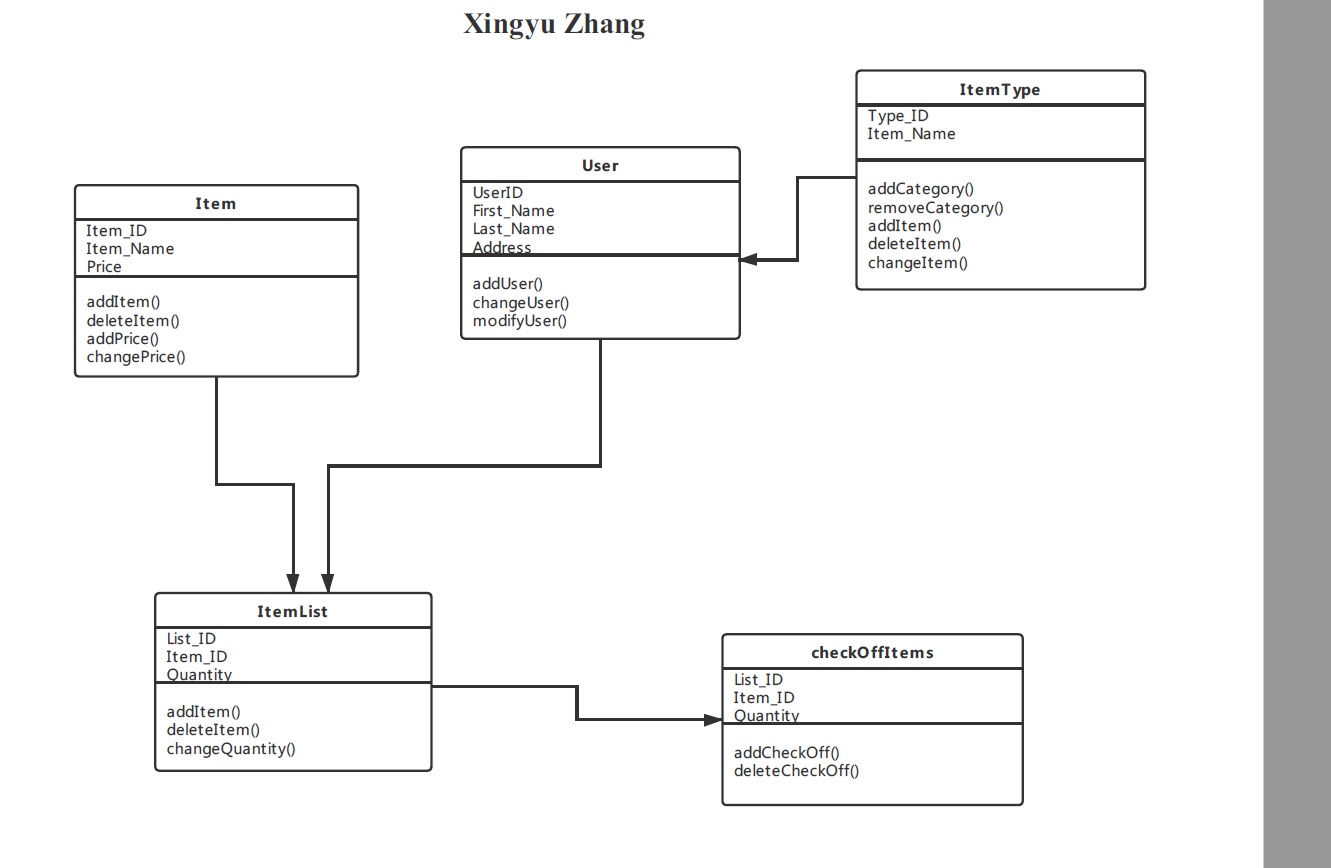 Xingyu Zhang
ItemType
Type_ID
Item_Name
addCategory()
removeCategory()
addItem()
deleteItem()
changeItem()
User
UserID
First_Name
Last_Name
Address
addUser()
changeUser()
modifyUser()
Item
Item_ID
Item_Name
Price
addItem()
deleteItem()
addPrice()
changePrice()
ItemList
List_ID
Item_ID
Quantity
addItem()
deleteItem()
changeQuantity()
checkOffItems
List_ID
Item_ID
Quantity
addCheckOff()
deleteCheckOff()